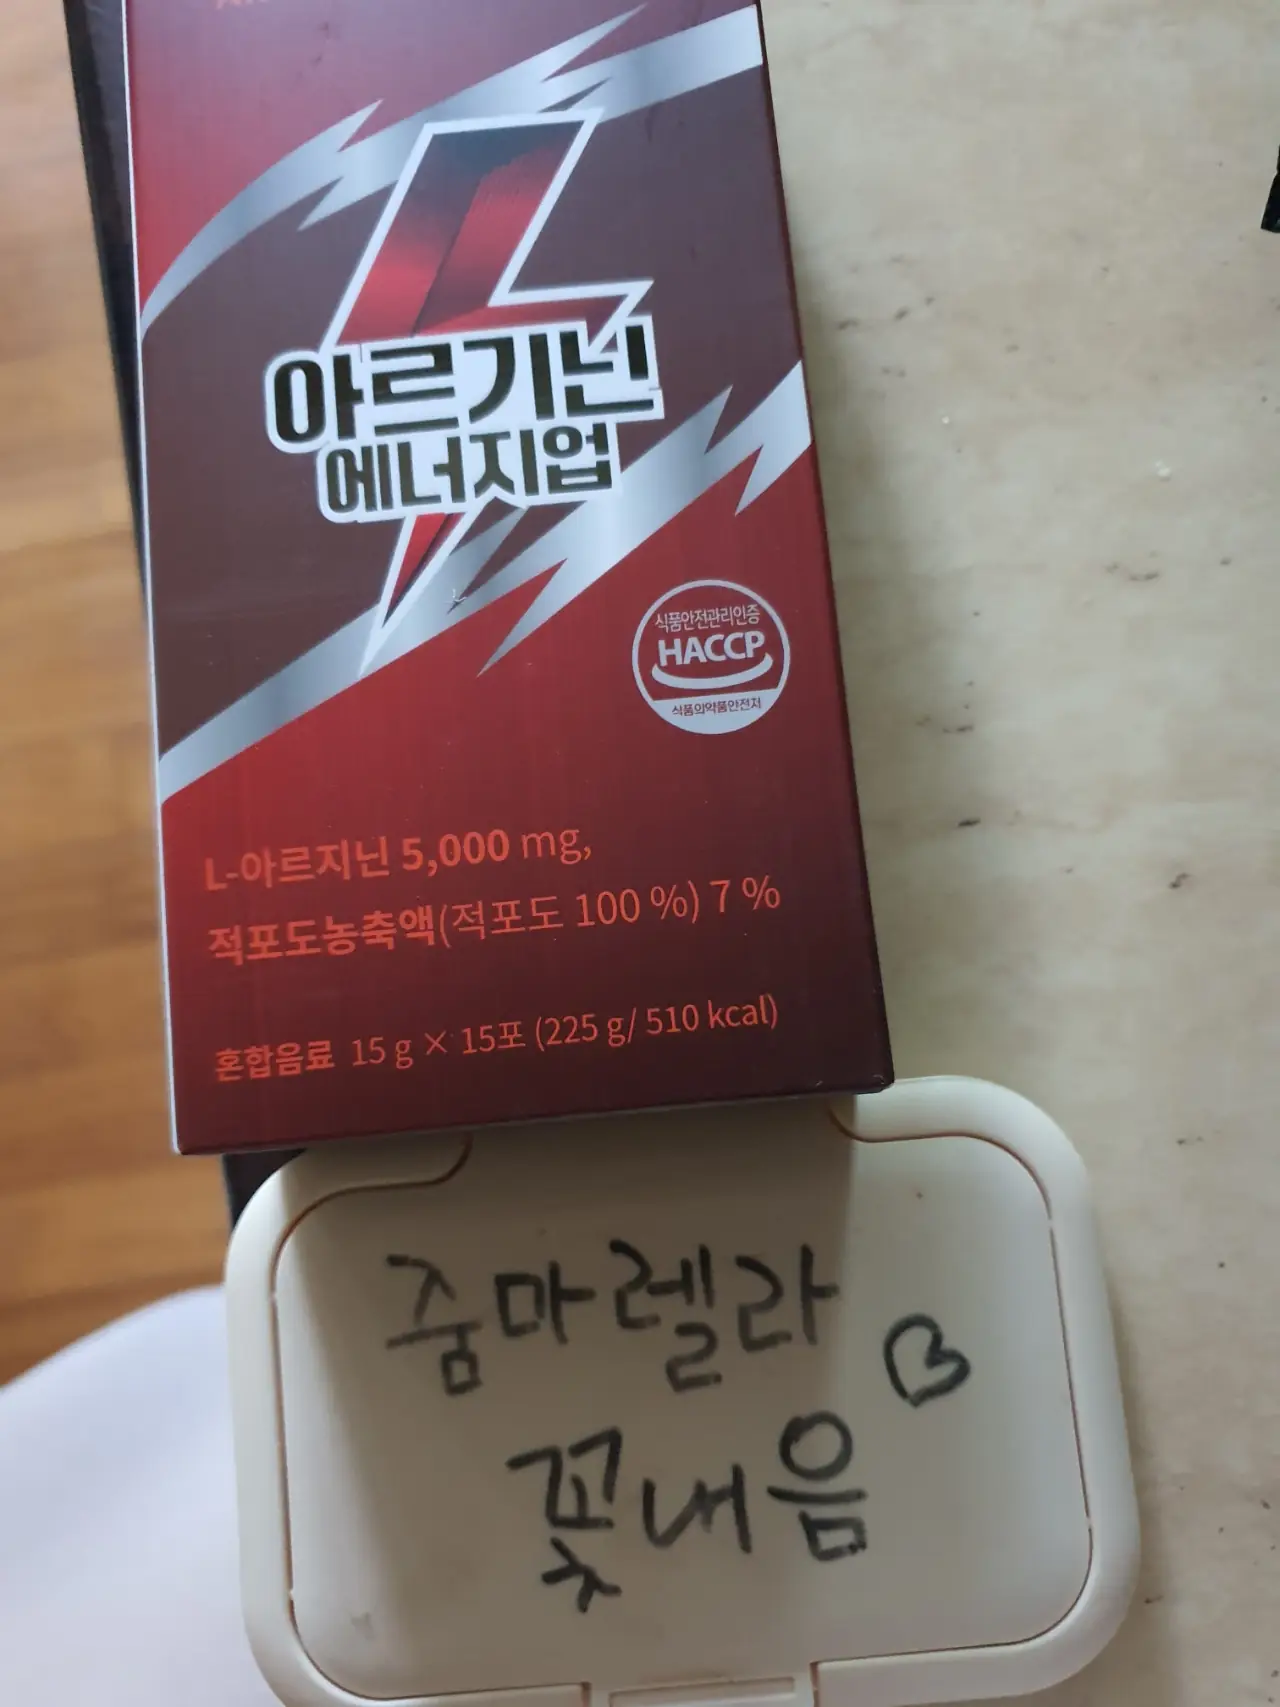 L
아르기닌
에너지업
식품안전관리인증
HACCP
식품의약품안전처
L-아르지닌 5,000 mg,
적포도농축액(적포도 100 %) 7 %
혼합음료 15 g × 15포 (225 g/ 510 kcal)
줌마렐라
꽃내음